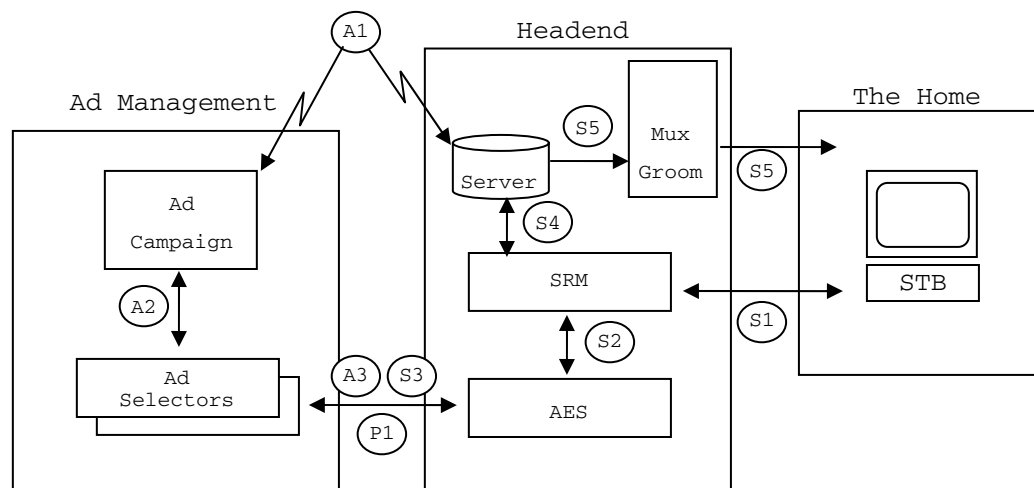 A1
Headend
Ad Management
The Home
S5
Mux
Groom
S5
Server
Ad
Campaign
S4
A2
SRM
STB
S1
S2
Ad
Selectors
A3
S3
AES
P1